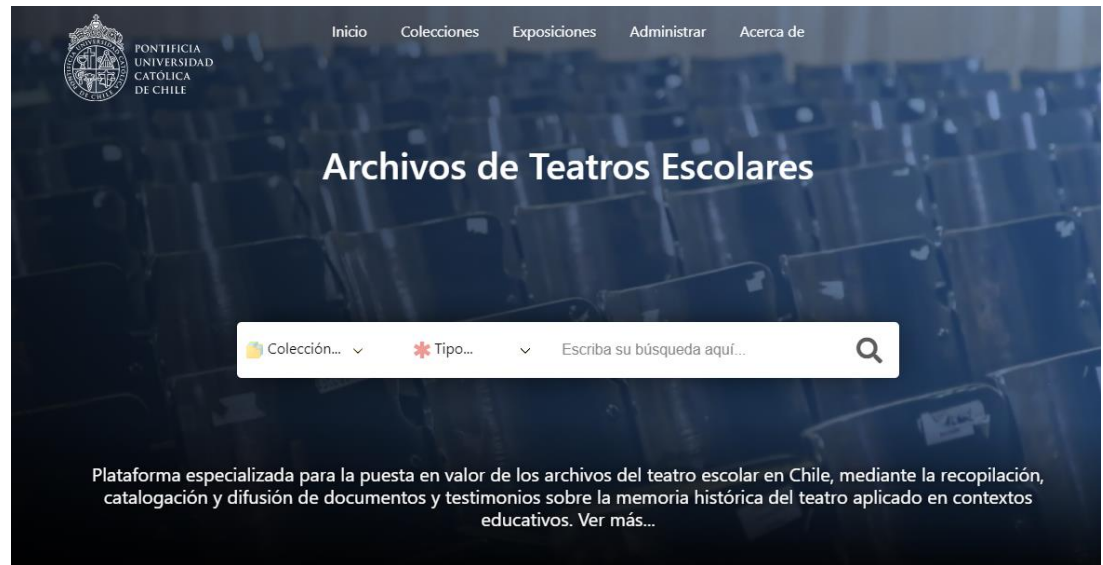 Inicio Colecciones Exposiciones Administrar Acerca de
PONTIFICIA
UNIVERSIDAD
CATÓLICA
DE CHILE
Archivos de Teatros Escolares
Colección... Tipo... Escriba su búsqueda aquí...
Plataforma especializada para la puesta en valor de los archivos del teatro escolar en Chile, mediante la recopilación,
catalogación y difusión de documentos y testimonios sobre la memoria histórica del teatro aplicado en contextos
educativos. Ver más...